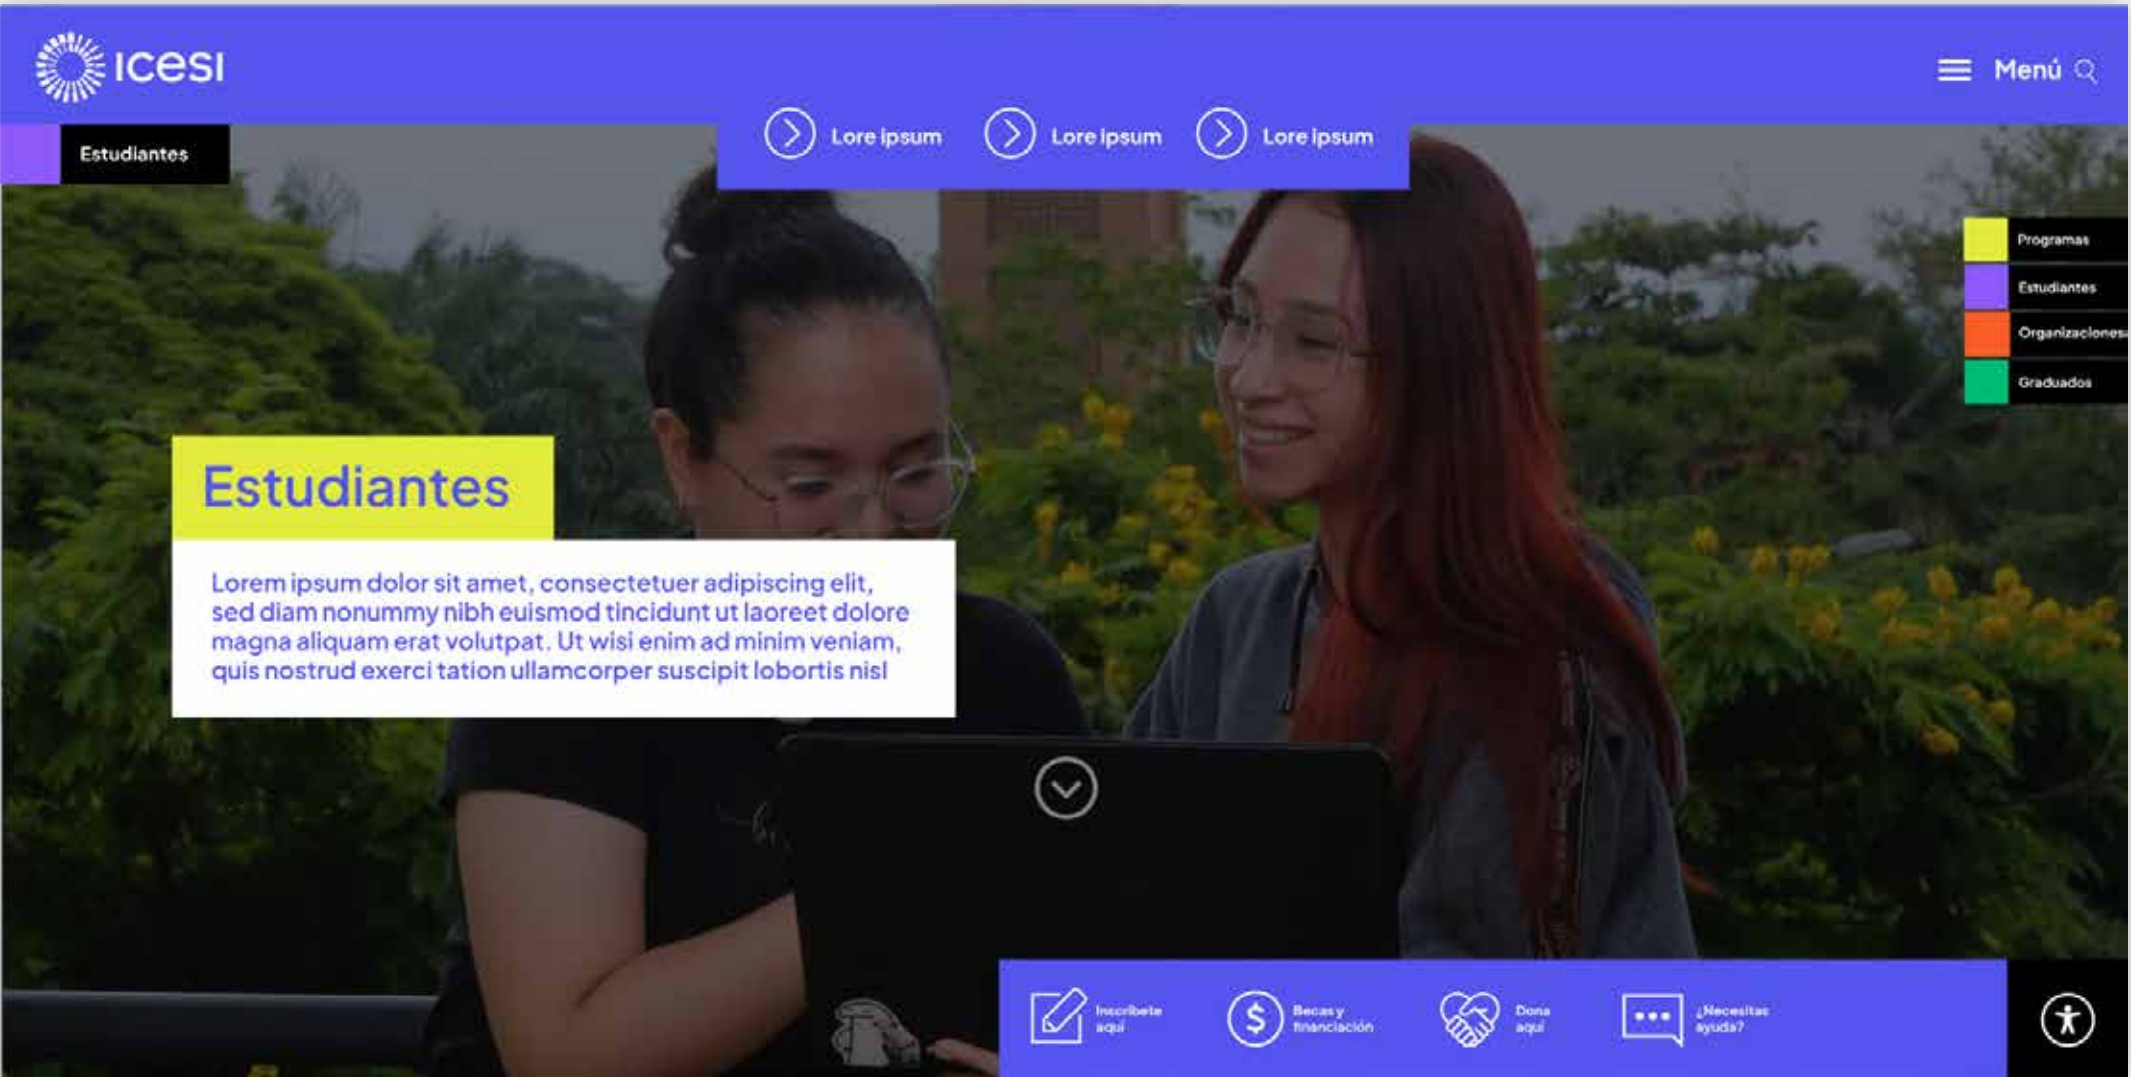 ıcesı
Menú
Lore ipsum
Lore ipsum
Lore ipsum
Estudiantes
Programas
Estudiantes
Organizaciones
Graduados
Estudiantes
Lorem ipsum dolor sit amet, consectetuer adipiscing elit,
sed diam nonummy nibh euismod tincidunt ut laoreet dolore
magna aliquam erat volutpat. Ut wisi enim ad minim veniam,
quis nostrud exerci tation ullamcorper suscipit lobortis nisl
Inscríbete
aquí
Becas y
financiación
Dona
aquí
¿Necesitas
ayuda?